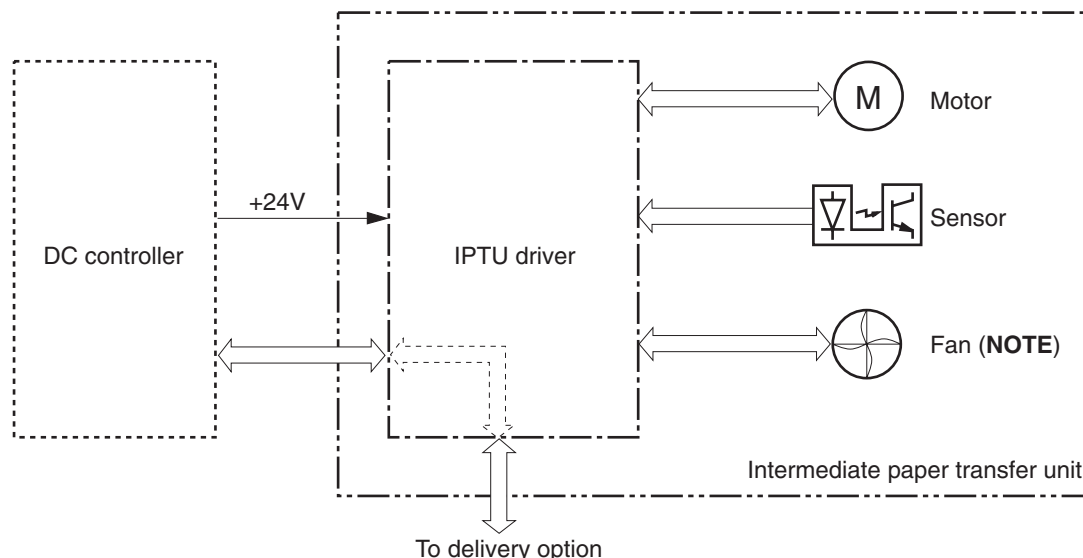 M
Motor
+24V
Sensor
DC controller
IPTU driver
Fan (NOTE)
Intermediate paper transfer unit
To delivery option